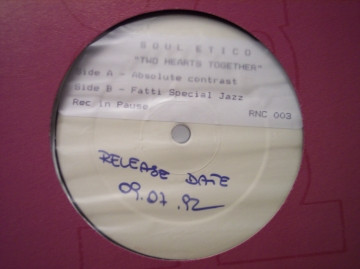 SOUL ETICO
"TWO HEARTS TOGETHER"
Side A - Absolute contrast
Side B - Fatti Special Jazz
Rec in Pause
RNC 003
RELEASE DATE
09.07.92